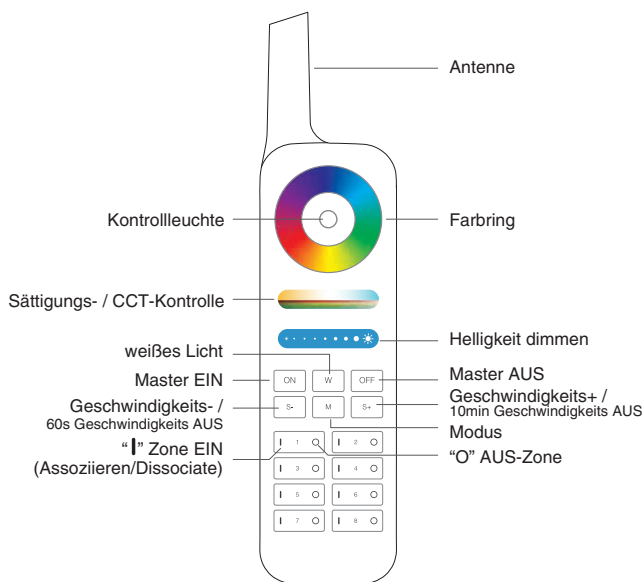 Antenne
Kontrollleuchte
Farbring
Sättigungs- / CCT-Kontrolle
Helligkeit dimmen
weißes Licht
Master EIN
ON
W
OFF
Master AUS
Geschwindigkeits- /
60s Geschwindigkeits AUS
S-
M
S+
Geschwindigkeits+ /
10min Geschwindigkeits AUS
Modus
“I” Zone EIN
(Assoziieren/Dissociate)
I 1 O
I 2 O
“O” AUS-Zone
I 3 O
I 4 O
I 5 O
I 6 O
I 7 O
I 8 O